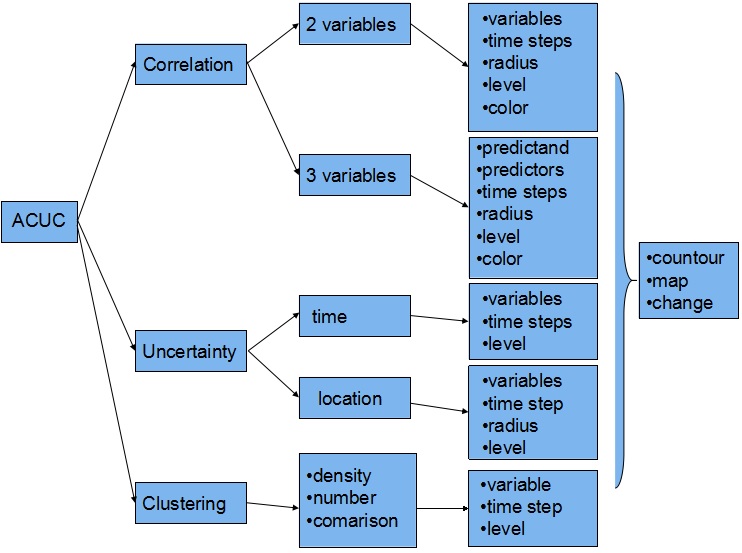 ACUC
Correlation
2 variables
•variables
•time steps
•radius
•level
•color
3 variables
•predictand
•predictors
•time steps
•radius
•level
•color
Uncertainty
time
•variables
•time steps
•level
location
•variables
•time step
•radius
•level
Clustering
•density
•number
•comarison
•variable
•time step
•level
•countour
•map
•change